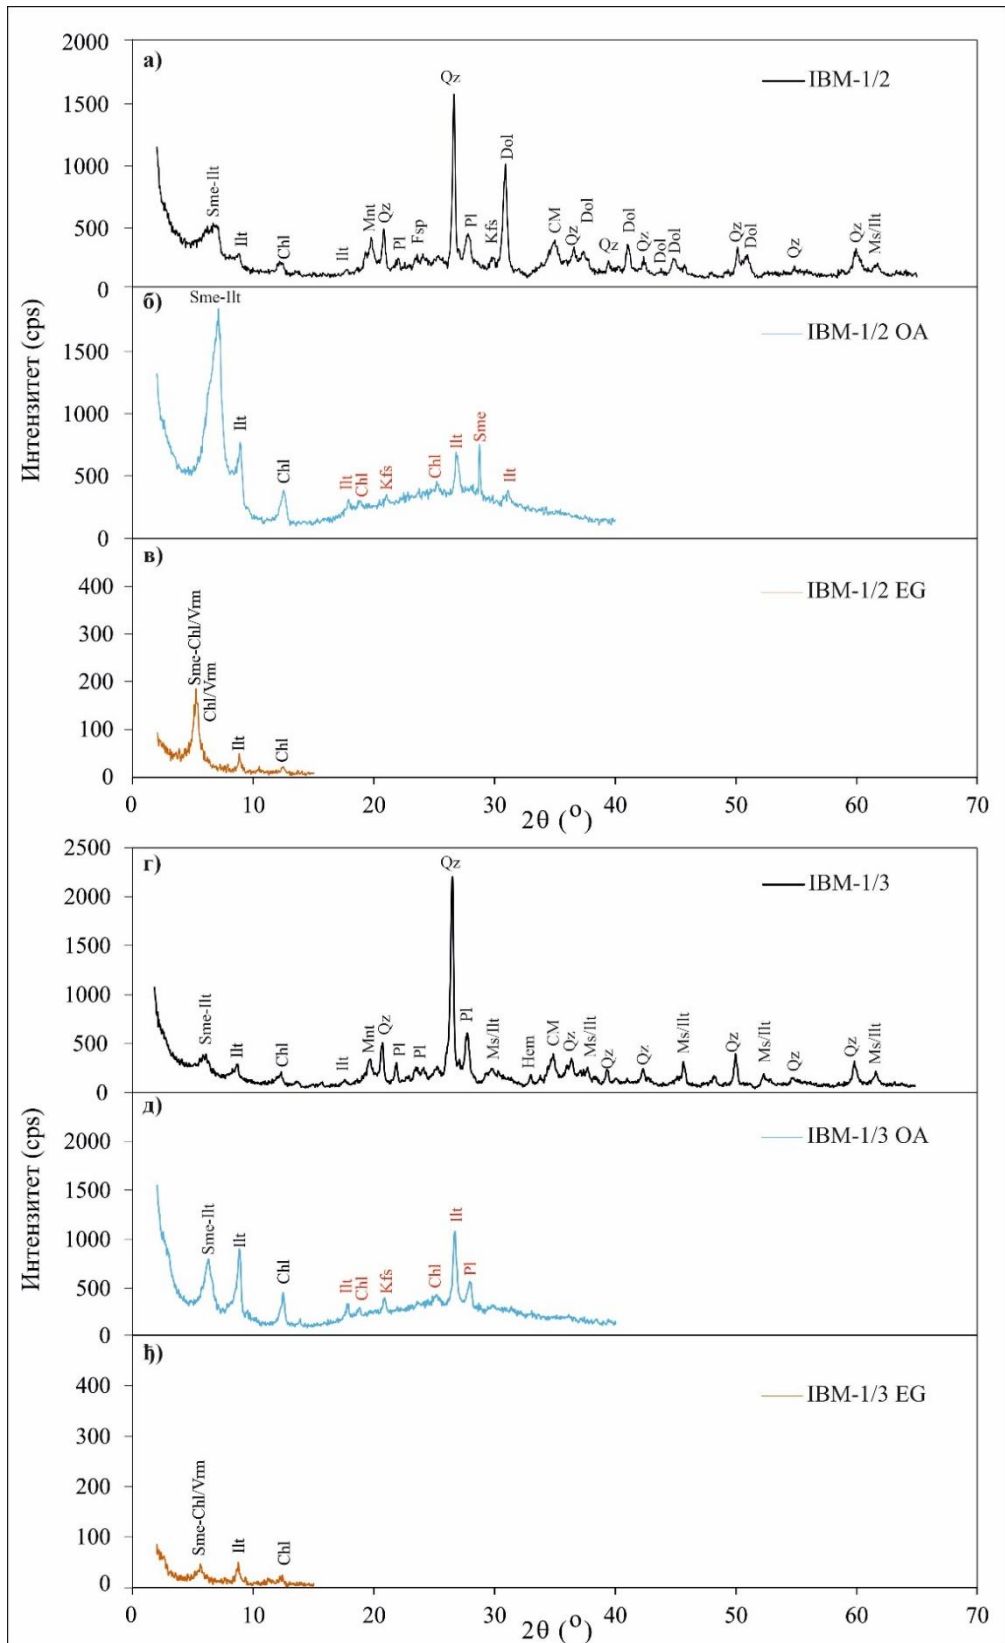 Интензитет (cps)
2000
1500
1000
500
0
а)
IBM-1/2
Sme-Ilt
Ilt
Chl
Ilt
Mnt
Qz
Pl
Fsp
Qz
Pl
Kfs
Dol
CM
Qz
Dol
Qz
Dol
Qz
Dol
Dol
Qz
Dol
Qz
Qz
Ms/Ilt
1500
1000
500
0
б)
IBM-1/2 OA
Sme-Ilt
Ilt
Chl
Ilt
Chl
Kfs
Chl
Ilt
Sme
Ilt
400
300
200
100
0
в)
IBM-1/2 EG
Sme-Chl/Vrm
Chl/Vrm
Ilt
Chl
0 10 20 30 40 50 60 70
2θ (°)
Интензитет (cps)
2500
2000
1500
1000
500
0
г)
IBM-1/3
Sme-Ilt
Ilt
Chl
Ilt
Mnt
Qz
Pl
Pl
Qz
Pl
Ms/Ilt
Hem
CM
Qz
Ms/Ilt
Qz
Qz
Ms/Ilt
Qz
Ms/Ilt
Qz
Qz
Ms/Ilt
2000
1500
1000
500
0
д)
IBM-1/3 OA
Sme-Ilt
Ilt
Chl
Ilt
Chl
Kfs
Chl
Ilt
Pl
400
300
200
100
0
ђ)
IBM-1/3 EG
Sme-Chl/Vrm
Ilt
Chl
0 10 20 30 40 50 60 70
2θ (°)